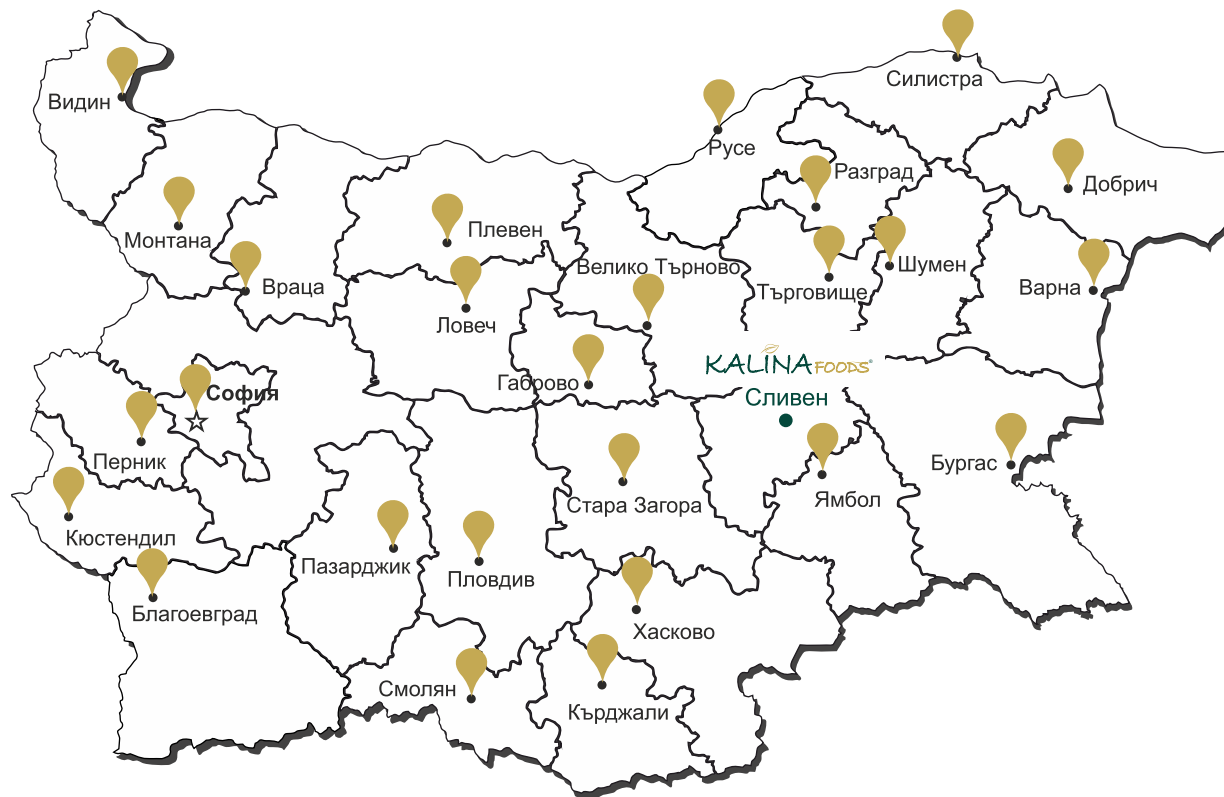 Силистра
Видин
Русе
Разград
Добрич
Монтана
Плевен
Велико Търново
Шумен
Враца
Търговище
Варна
Ловеч
KALINA FOODS®
Габрово
София
Сливен
Перник
Бургас
Стара Загора
Ямбол
Кюстендил
Пазарджик
Пловдив
Благоевград
Хасково
Смолян
Кърджали